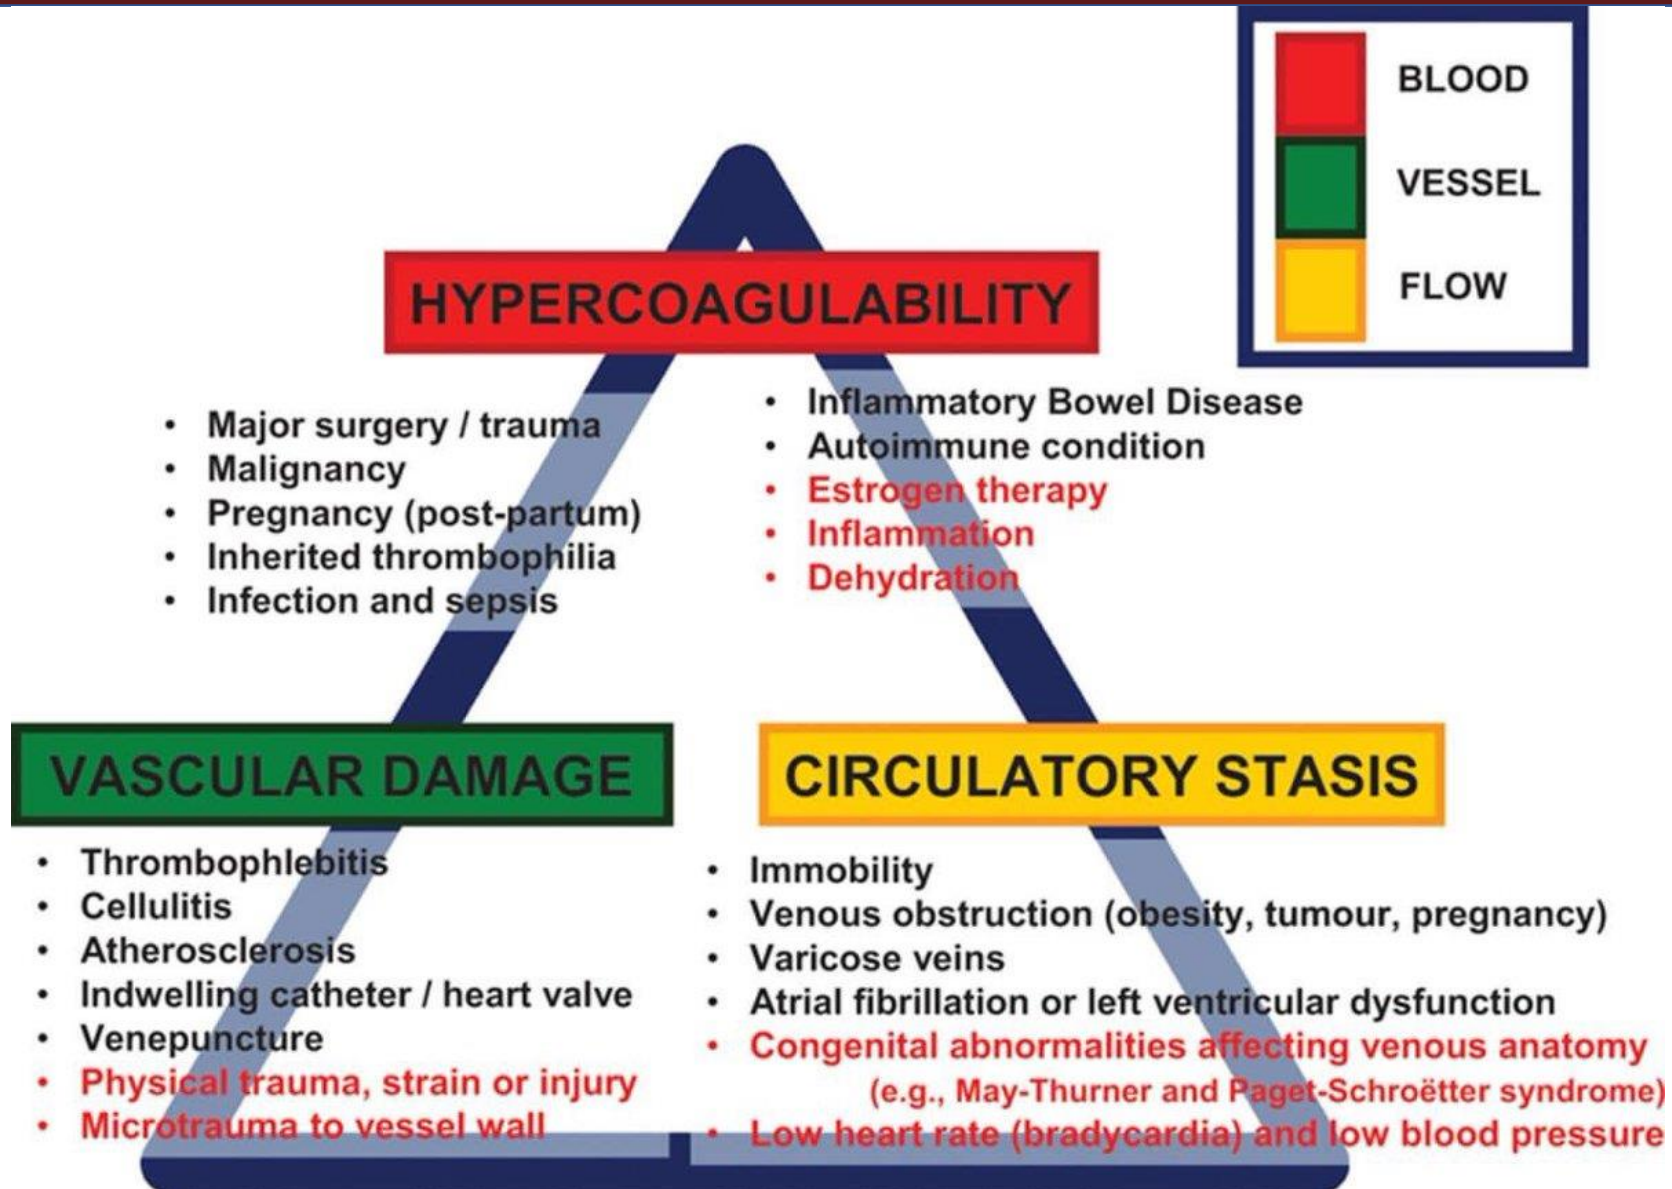 BLOOD
VESSEL
FLOW
HYPERCOAGULABILITY
• Major surgery / trauma
• Malignancy
• Pregnancy (post-partum)
• Inherited thrombophilia
• Infection and sepsis
• Inflammatory Bowel Disease
• Autoimmune condition
• Estrogen therapy
• Inflammation
• Dehydration
VASCULAR DAMAGE
• Thrombophlebitis
• Cellulitis
• Atherosclerosis
• Indwelling catheter / heart valve
• Venepuncture
• Physical trauma, strain or injury
• Microtrauma to vessel wall
CIRCULATORY STASIS
• Immobility
• Venous obstruction (obesity, tumour, pregnancy)
• Varicose veins
• Atrial fibrillation or left ventricular dysfunction
• Congenital abnormalities affecting venous anatomy
(e.g., May-Thurner and Paget-Schroëtter syndrome)
• Low heart rate (bradycardia) and low blood pressure